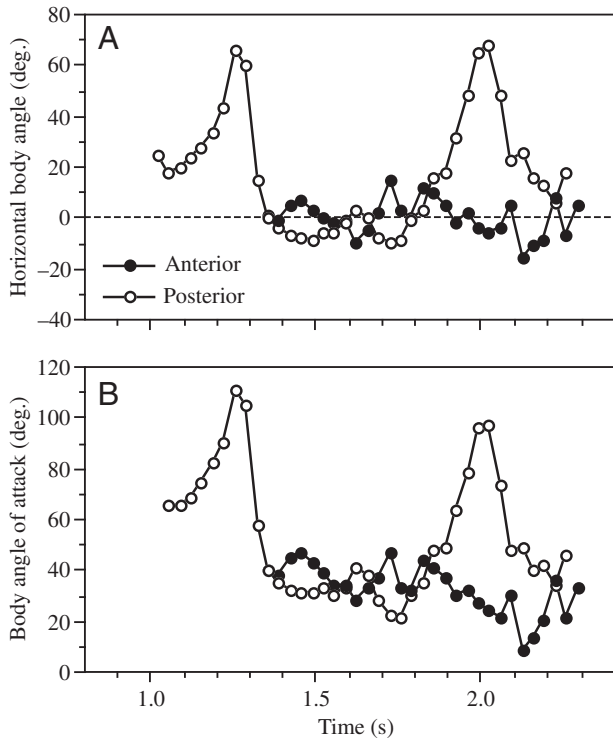 A
Horizontal body angle (deg.)
80
60
40
20
0
–20
–40
Anterior
Posterior
B
Body angle of attack (deg.)
120
100
80
60
40
20
0
1.0 1.5 2.0
Time (s)